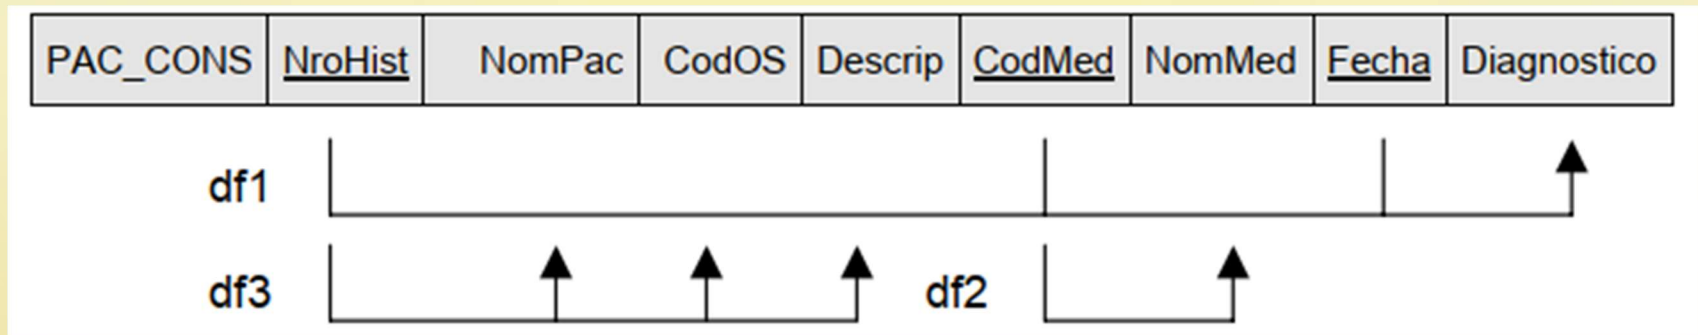 PAC_CONS NroHist NomPac CodOS Descrip CodMed NomMed Fecha Diagnostico
df1
df3 df2